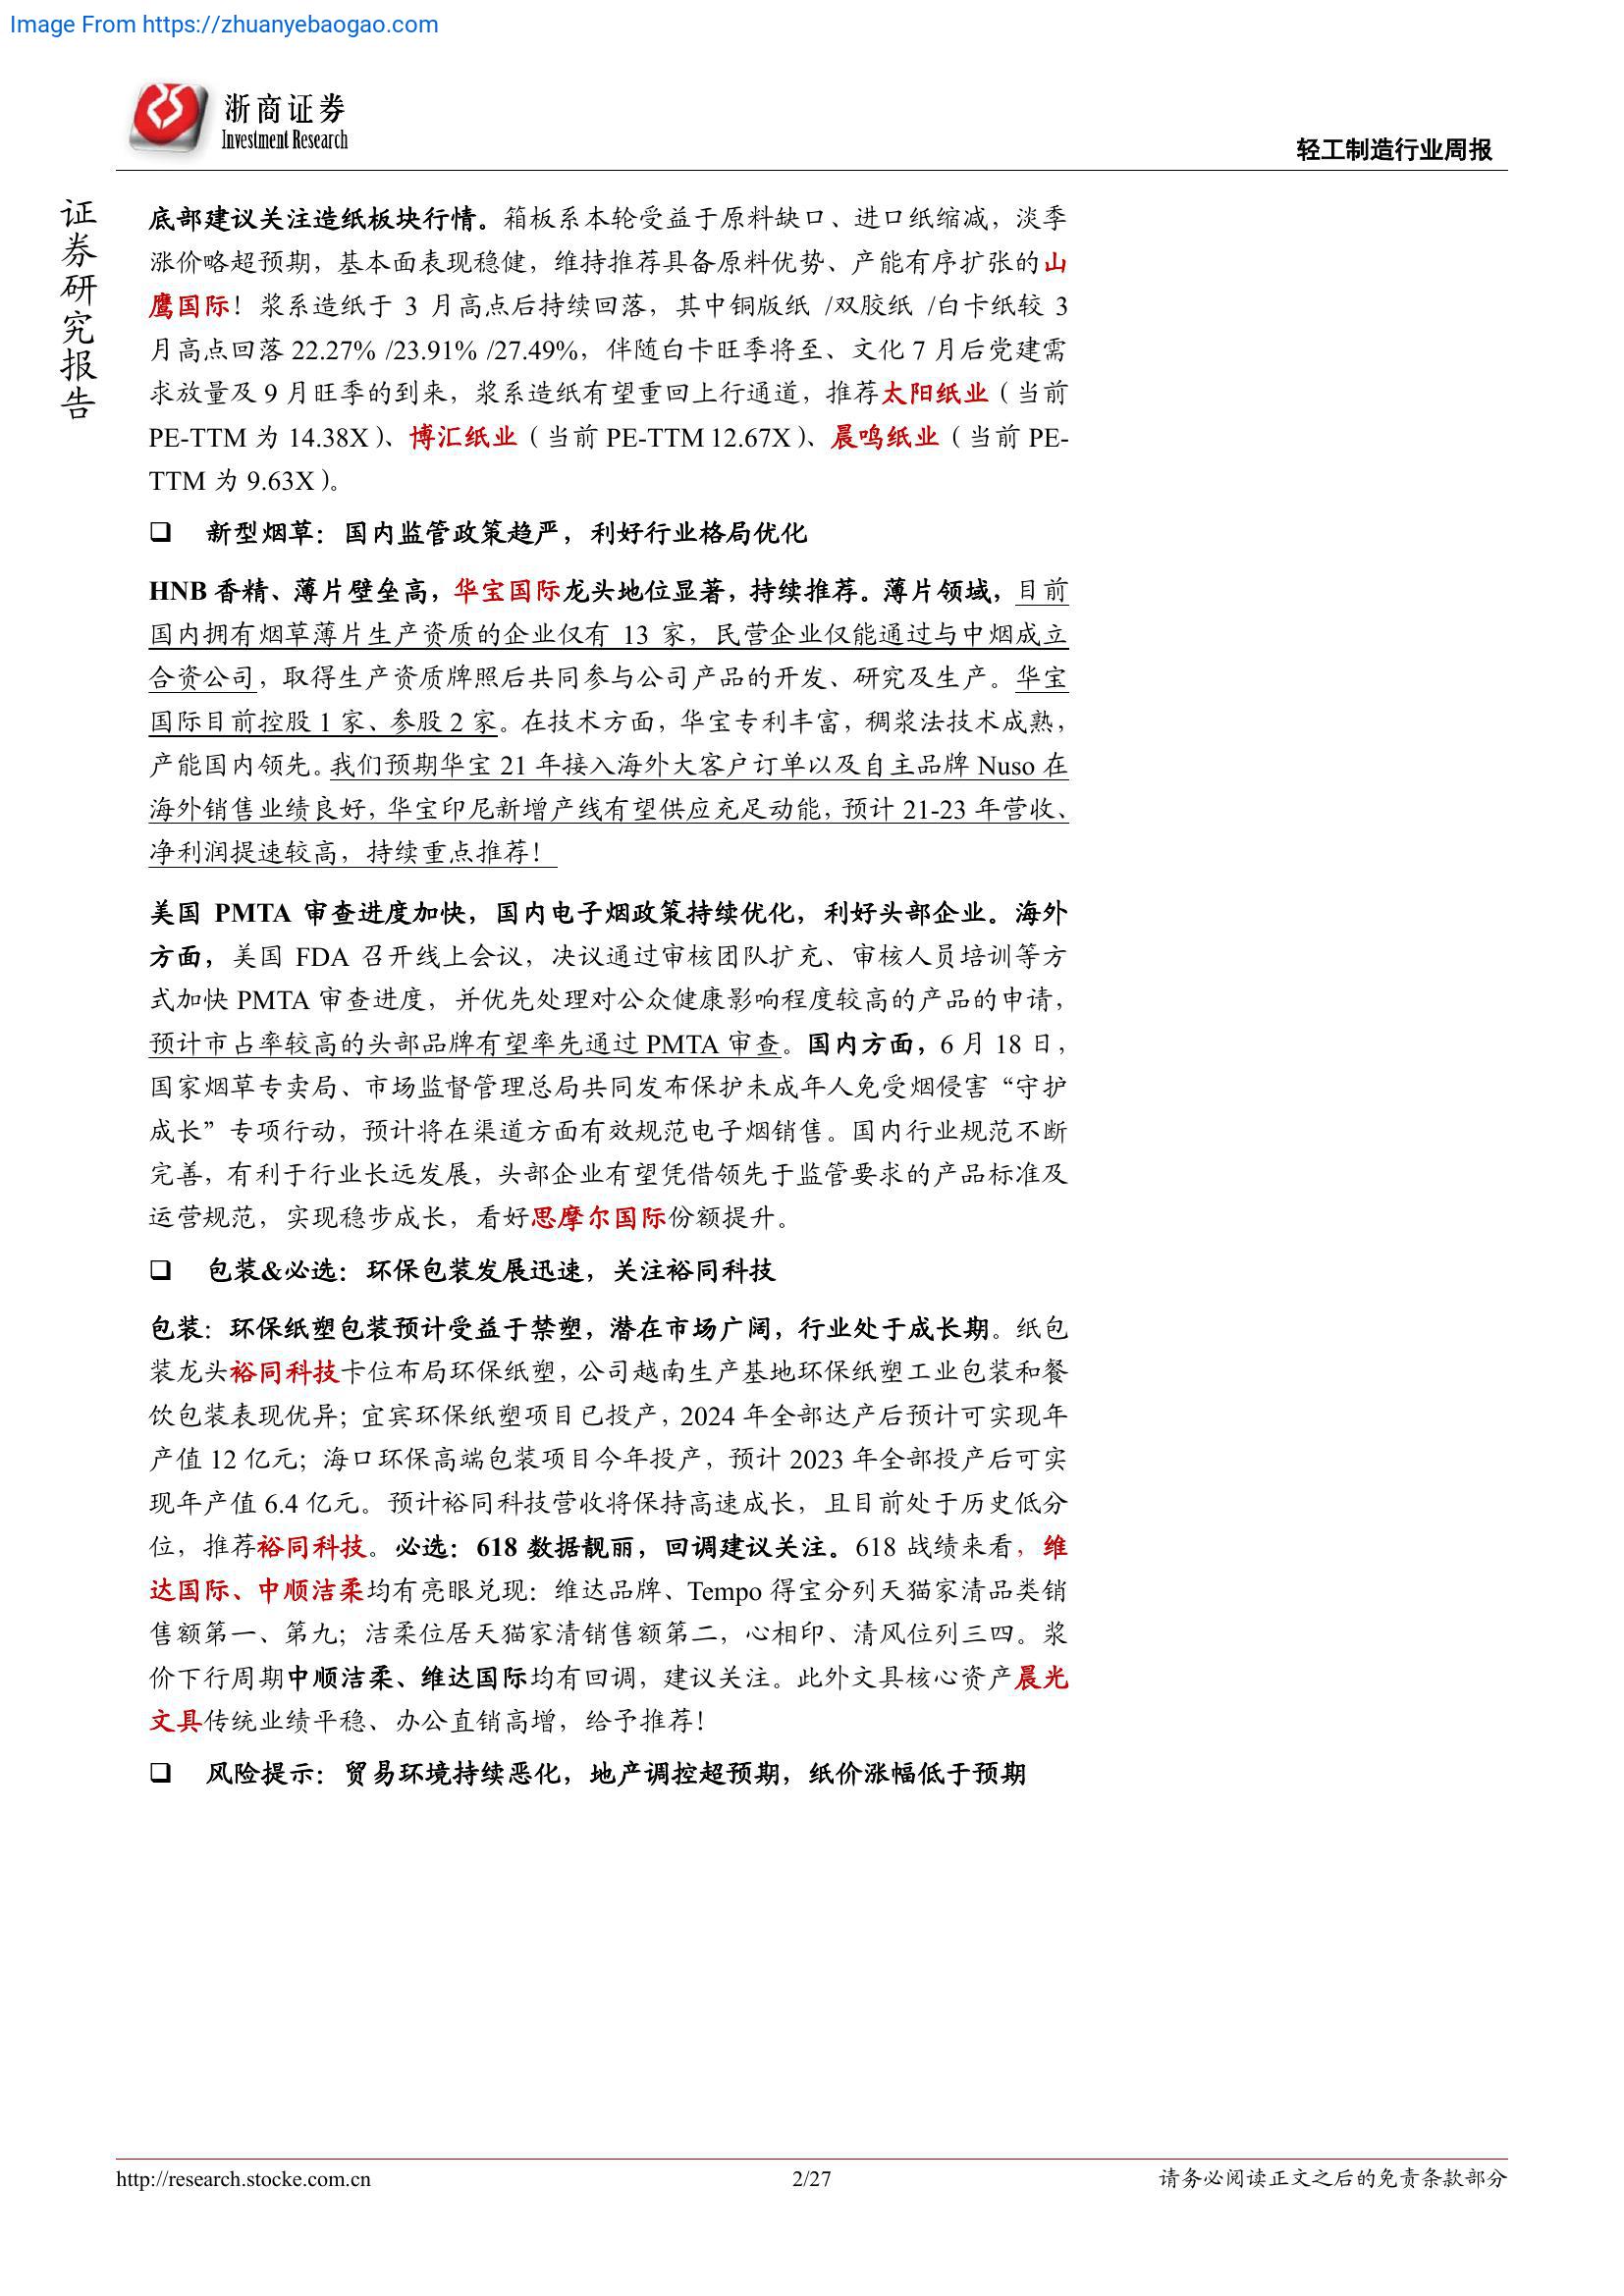 Image From https://zhuanyebaogao.com
浙商证券
Investment Research
轻工制造行业周报
证券研究报告
底部建议关注造纸板块行情。箱板系本轮受益于原料缺口、进口纸缩减，淡季
涨价略超预期，基本面表现稳健，维持推荐具备原料优势、产能有序扩张的山
鹰国际！浆系造纸于 3 月高点后持续回落，其中铜版纸 /双胶纸 /白卡纸较 3
月高点回落 22.27% /23.91% /27.49%，伴随白卡旺季将至、文化 7 月后党建需
求放量及 9 月旺季的到来，浆系造纸有望重回上行通道，推荐太阳纸业（当前
PE-TTM 为 14.38X）、博汇纸业（当前 PE-TTM 12.67X）、晨鸣纸业（当前 PE-
TTM 为 9.63X）。
❑ 新型烟草：国内监管政策趋严，利好行业格局优化
HNB 香精、薄片壁垒高，华宝国际龙头地位显著，持续推荐。薄片领域，目前
国内拥有烟草薄片生产资质的企业仅有 13 家，民营企业仅能通过与中烟成立
合资公司，取得生产资质牌照后共同参与公司产品的开发、研究及生产。华宝
国际目前控股 1 家、参股 2 家。在技术方面，华宝专利丰富，稠浆法技术成熟，
产能国内领先。我们预期华宝 21 年接入海外大客户订单以及自主品牌 Nuso 在
海外销售业绩良好，华宝印尼新增产线有望供应充足动能，预计 21-23 年营收、
净利润提速较高，持续重点推荐！
美国 PMTA 审查进度加快，国内电子烟政策持续优化，利好头部企业。海外
方面，美国 FDA 召开线上会议，决议通过审核团队扩充、审核人员培训等方
式加快 PMTA 审查进度，并优先处理对公众健康影响程度较高的产品的申请，
预计市占率较高的头部品牌有望率先通过 PMTA 审查。国内方面，6 月 18 日，
国家烟草专卖局、市场监督管理总局共同发布保护未成年人免受烟侵害“守护
成长”专项行动，预计将在渠道方面有效规范电子烟销售。国内行业规范不断
完善，有利于行业长远发展，头部企业有望凭借领先于监管要求的产品标准及
运营规范，实现稳步成长，看好思摩尔国际份额提升。
❑ 包装&必选：环保包装发展迅速，关注裕同科技
包装：环保纸塑包装预计受益于禁塑，潜在市场广阔，行业处于成长期。纸包
装龙头裕同科技卡位布局环保纸塑，公司越南生产基地环保纸塑工业包装和餐
饮包装表现优异；宜宾环保纸塑项目已投产，2024 年全部达产后预计可实现年
产值 12 亿元；海口环保高端包装项目今年投产，预计 2023 年全部投产后可实
现年产值 6.4 亿元。预计裕同科技营收将保持高速成长，且目前处于历史低分
位，推荐裕同科技。必选：618 数据靓丽，回调建议关注。618 战绩来看，维
达国际、中顺洁柔均有亮眼兑现：维达品牌、Tempo 得宝分列天猫家清品类销
售额第一、第九；洁柔位居天猫家清销售额第二，心相印、清风位列三四。浆
价下行周期中顺洁柔、维达国际均有回调，建议关注。此外文具核心资产晨光
文具传统业绩平稳、办公直销高增，给予推荐！
❑ 风险提示：贸易环境持续恶化，地产调控超预期，纸价涨幅低于预期
http://research.stocke.com.cn
2/27
请务必阅读正文之后的免责条款部分